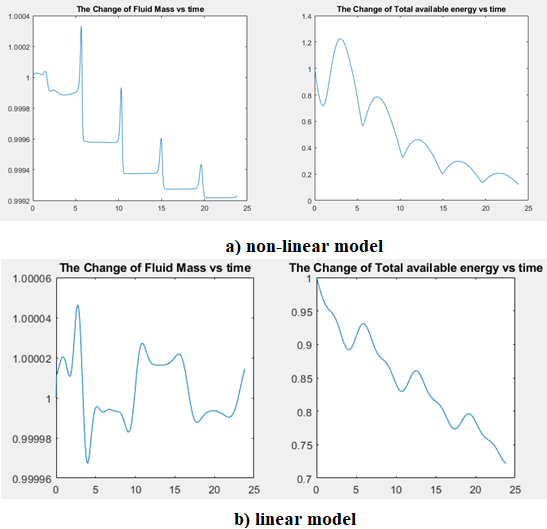 The Change of Fluid Mass vs time
The Change of Total available energy vs time
1.0004
1.0002
1
0.9998
0.9996
0.9994
0.9992
0 5 10 15 20 25
1.4
1.2
1
0.8
0.6
0.4
0.2
0
0 5 10 15 20 25
a) non-linear model
The Change of Fluid Mass vs time
The Change of Total available energy vs time
1.00006
1.00004
1.00002
1
0.99998
0.99996
0 5 10 15 20 25
1
0.95
0.9
0.85
0.8
0.75
0.7
0 5 10 15 20 25
b) linear model